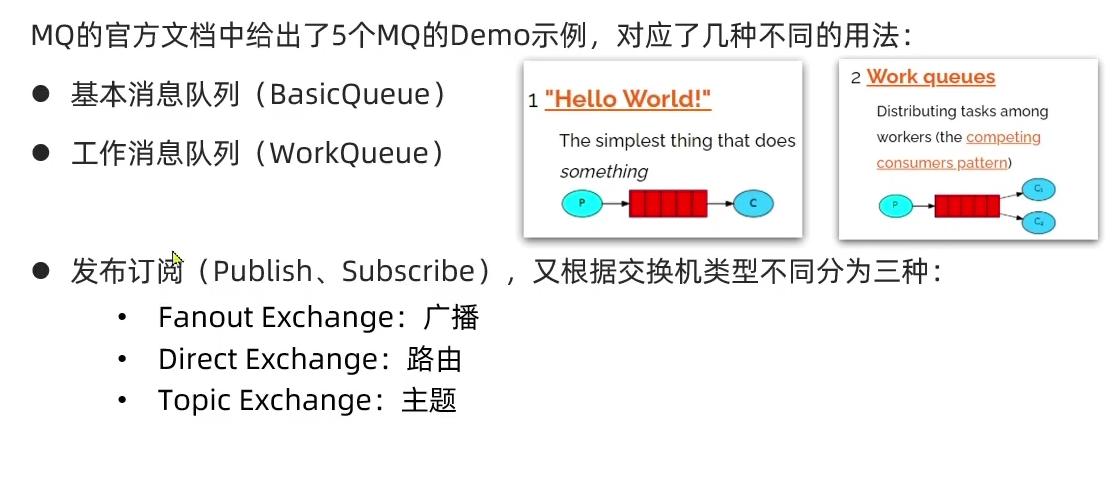 MQ的官方文档中给出了5个MQ的Demo示例，对应了几种不同的用法：
● 基本消息队列（BasicQueue）
● 工作消息队列（WorkQueue）
1 "Hello World!"
The simplest thing that does
something
P
C
2 Work queues
Distributing tasks among
workers (the competing
consumers pattern)
P
C₁
C₂
● 发布订阅（Publish、Subscribe），又根据交换机类型不同分为三种：
• Fanout Exchange：广播
• Direct Exchange：路由
• Topic Exchange：主题